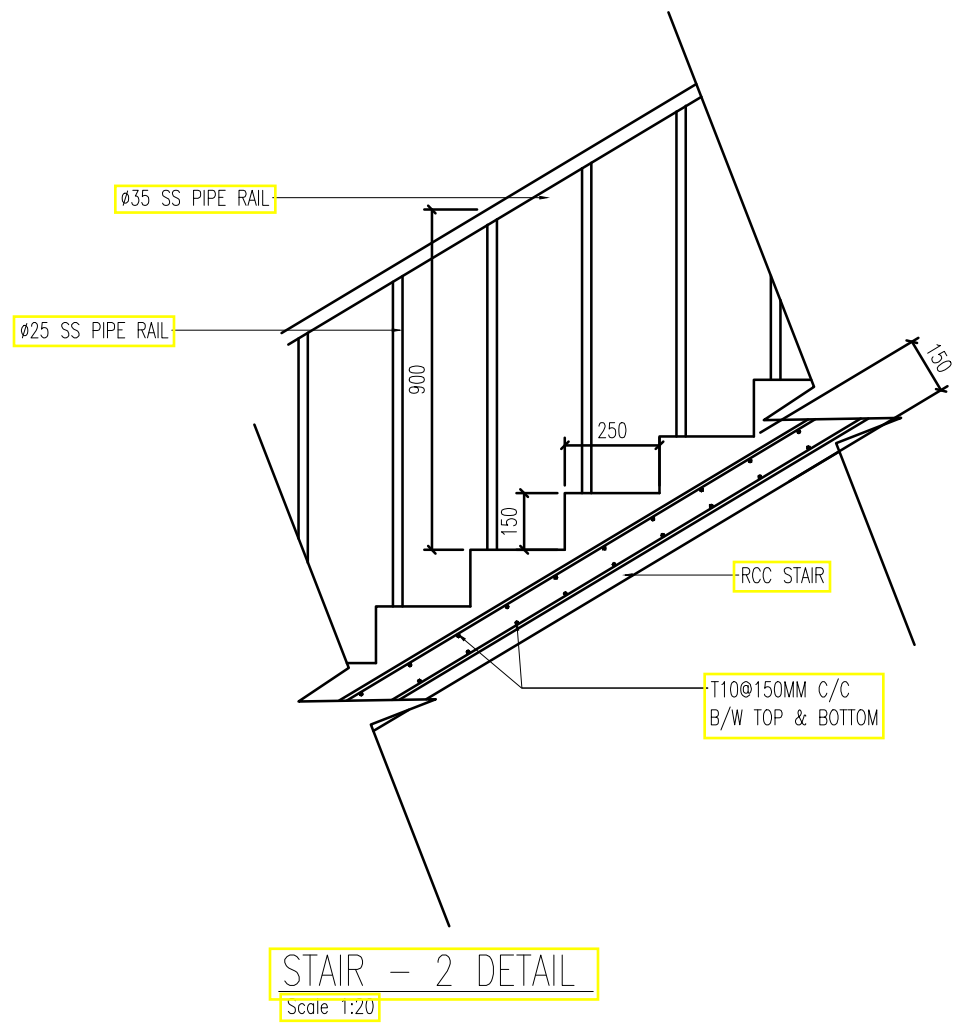 ø35 SS PIPE RAIL
ø25 SS PIPE RAIL
900
250
150
150
RCC STAIR
T10@150MM C/C
B/W TOP & BOTTOM
STAIR - 2 DETAIL
Scale 1:20